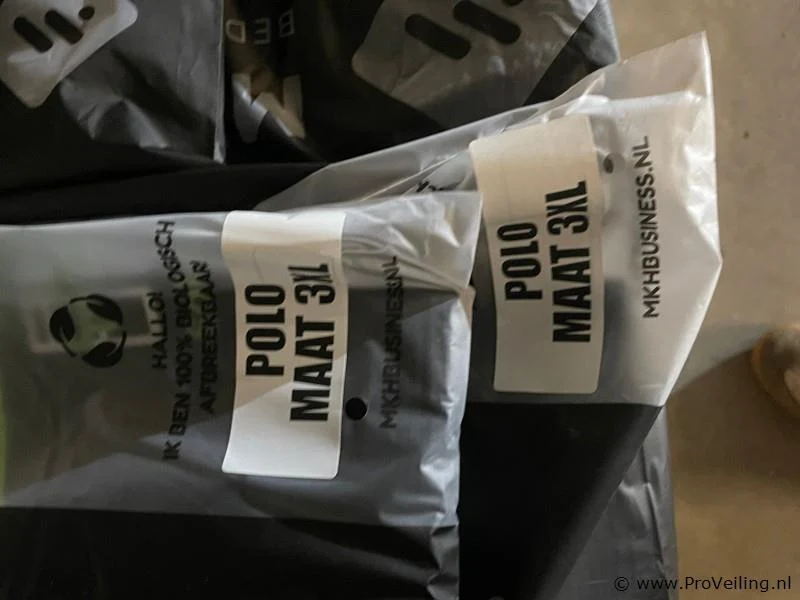 HALLO!
IK BEN 100% BIOLOGISCH
AFBREEKBAAR!
POLO
MAAT 3XL
MKHBUSINESS.NL
POLO
MAAT 3XL
MKHBUSINESS.NL
© www.ProVeiling.nl